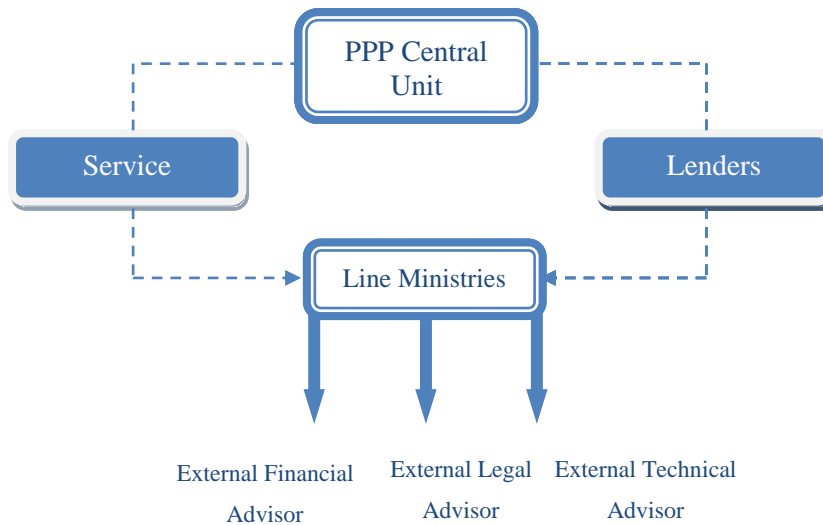 PPP Central
Unit
Service
Lenders
Line Ministries
External Financial
Advisor
External Legal
Advisor
External Technical
Advisor